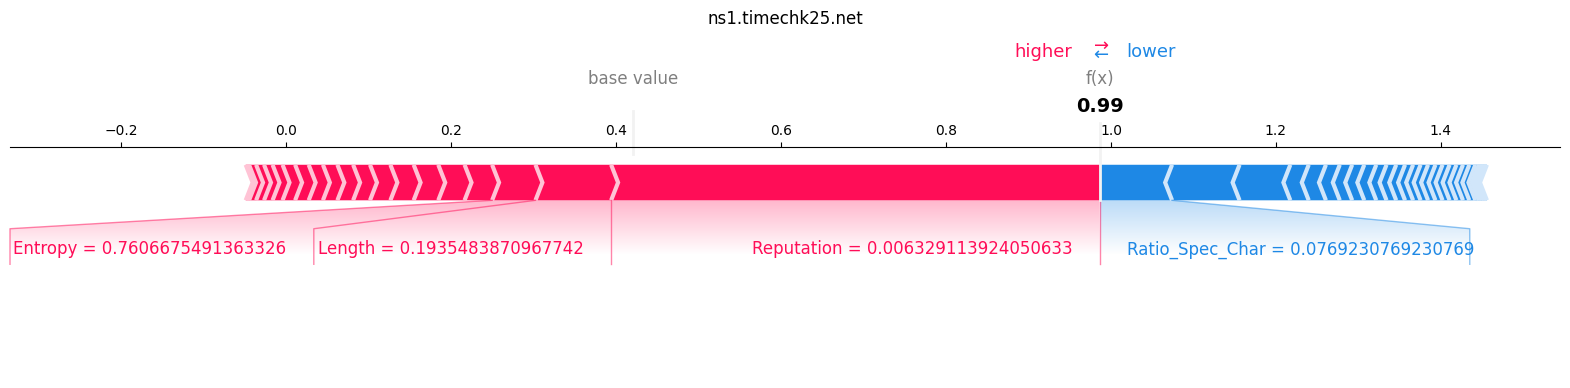 ns1.timechk25.net
higher ⇄ lower
base value f(x)
0.99
−0.2 0.0 0.2 0.4 0.6 0.8 1.0 1.2 1.4
Entropy = 0.7606675491363326 Length = 0.1935483870967742 Reputation = 0.006329113924050633 Ratio_Spec_Char = 0.0769230769230769